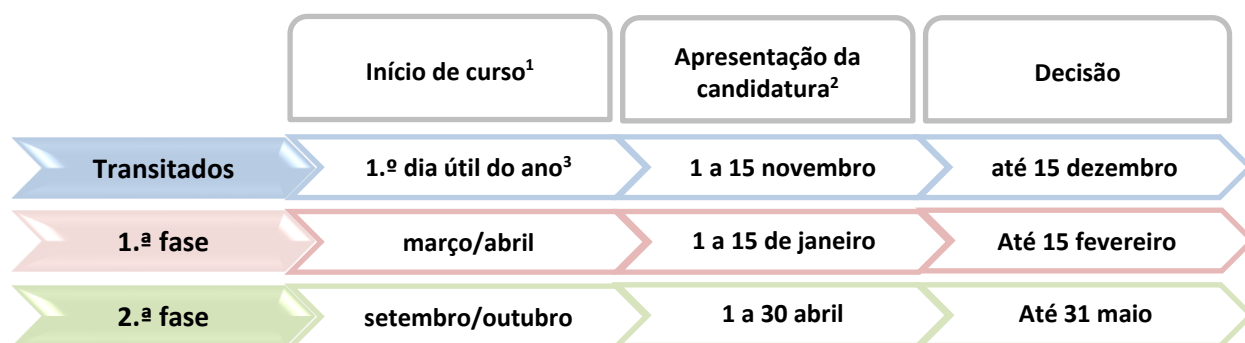 Início de curso¹
Apresentação da
candidatura²
Decisão
Transitados
1.º dia útil do ano³
1 a 15 novembro
até 15 dezembro
1.ª fase
março/abril
1 a 15 de janeiro
Até 15 fevereiro
2.ª fase
setembro/outubro
1 a 30 abril
Até 31 maio